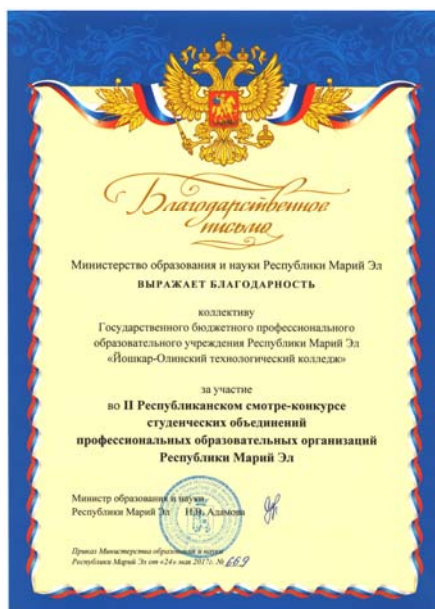 Благодарственное
письмо
Министерство образования и науки Республики Марий Эл
ВЫРАЖАЕТ БЛАГОДАРНОСТЬ
коллективу
Государственного бюджетного профессионального
образовательного учреждения Республики Марий Эл
«Йошкар-Олинский технологический колледж»
за участие
во II Республиканском смотре-конкурсе
студенческих объединений
профессиональных образовательных организаций
Республики Марий Эл
Министр образования и науки
Республики Марий Эл Н.В. Адамова
Приказ Министерства образования и науки
Республики Марий Эл от «24» мая 2017г. № 669